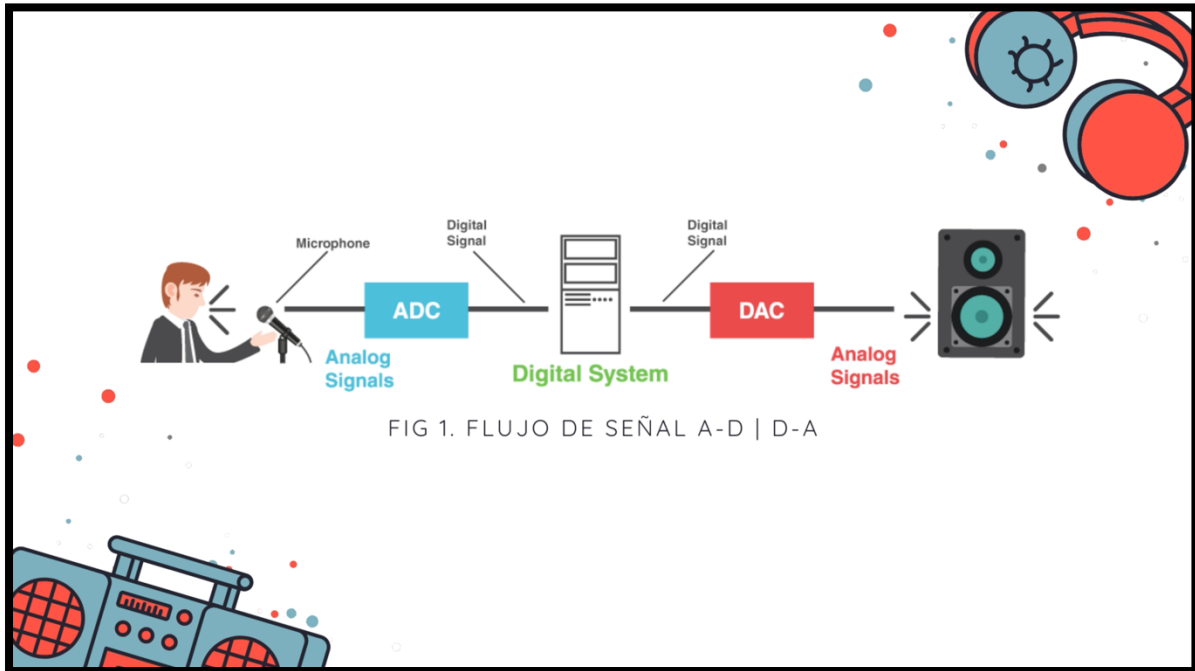 Microphone
Digital
Signal
Digital
Signal
ADC
DAC
Analog
Signals
Digital System
Analog
Signals
FIG 1. FLUJO DE SEÑAL A-D | D-A